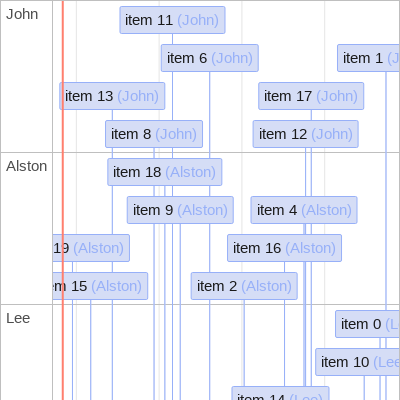 John
item 11 (John)
item 6 (John)
item 1
item 13 (John)
item 17 (John)
item 8 (John)
item 12 (John)
Alston
item 18 (Alston)
item 9 (Alston)
item 4 (Alston)
19 (Alston)
item 16 (Alston)
15 (Alston)
item 2 (Alston)
Lee
item 0
item 10 (Lee
item 14 (Lee)